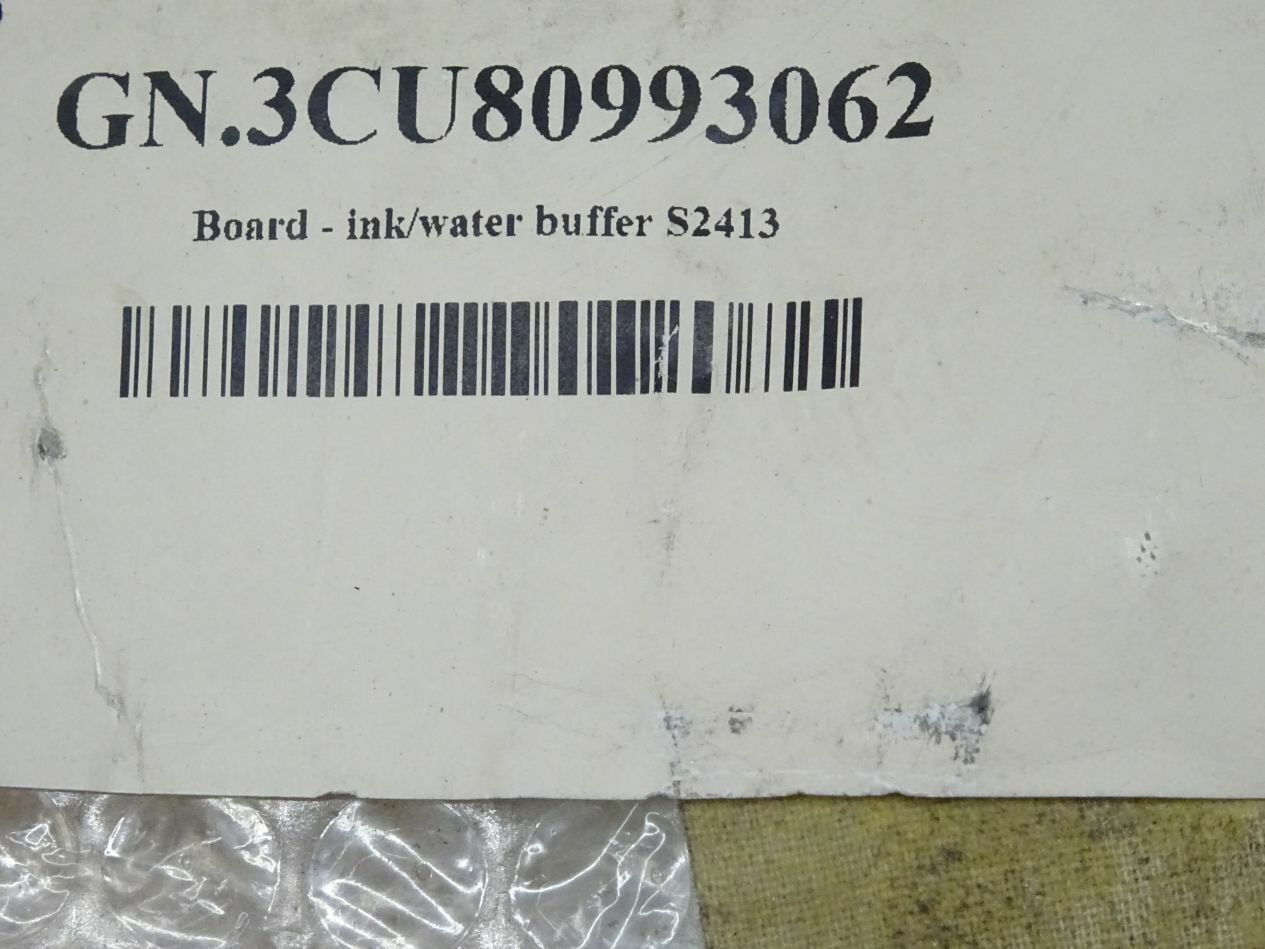 GN.3CU80993062
Board - ink/water buffer S2413